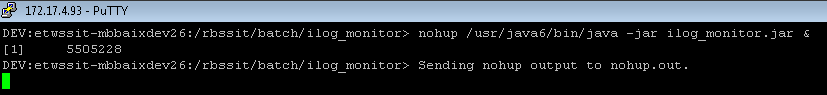 172.17.4.93 - PuTTY
DEV:etwssit-mbbaixdev26:/rbssit/batch/ilog_monitor> nohup /usr/java6/bin/java -jar ilog_monitor.jar &
[1]     5505228
DEV:etwssit-mbbaixdev26:/rbssit/batch/ilog_monitor> Sending nohup output to nohup.out.